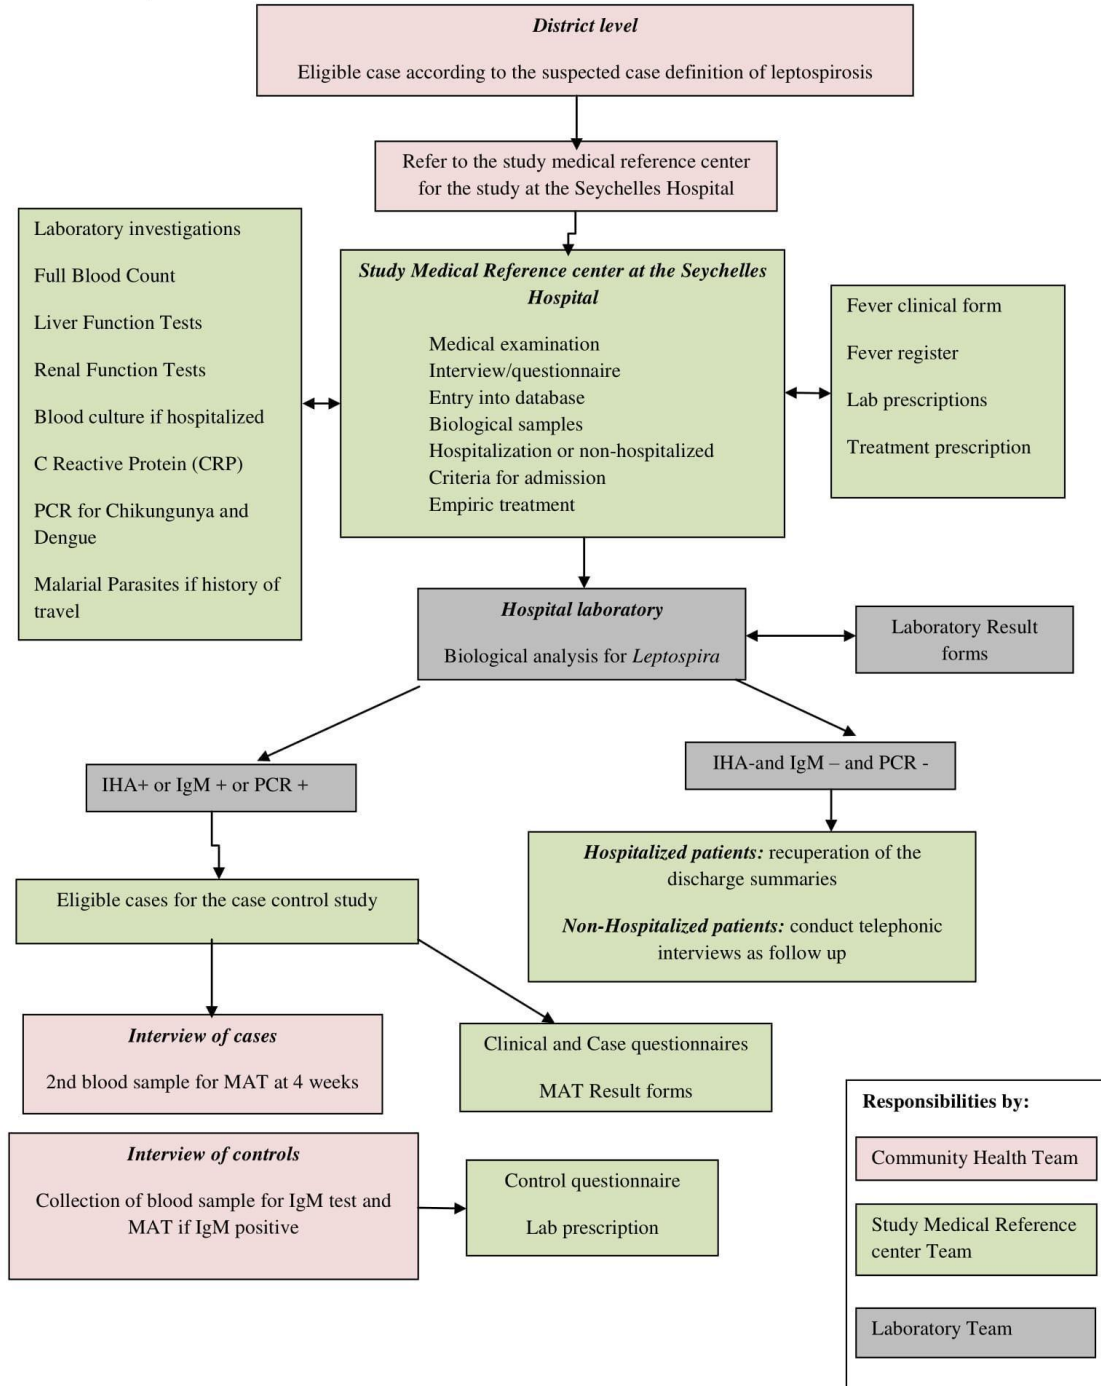 District level
Eligible case according to the suspected case definition of leptospirosis
Refer to the study medical reference center
for the study at the Seychelles Hospital
Laboratory investigations
Full Blood Count
Liver Function Tests
Renal Function Tests
Blood culture if hospitalized
C Reactive Protein (CRP)
PCR for Chikungunya and
Dengue
Malarial Parasites if history of
travel
Study Medical Reference center at the Seychelles
Hospital
Medical examination
Interview/questionnaire
Entry into database
Biological samples
Hospitalization or non-hospitalized
Criteria for admission
Empiric treatment
Fever clinical form
Fever register
Lab prescriptions
Treatment prescription
Hospital laboratory
Biological analysis for Leptospira
Laboratory Result
forms
IHA+ or IgM + or PCR +
IHA-and IgM – and PCR -
Hospitalized patients: recuperation of the
discharge summaries
Non-Hospitalized patients: conduct telephonic
interviews as follow up
Eligible cases for the case control study
Interview of cases
2nd blood sample for MAT at 4 weeks
Clinical and Case questionnaires
MAT Result forms
Interview of controls
Collection of blood sample for IgM test and
MAT if IgM positive
Control questionnaire
Lab prescription
Responsibilities by:
Community Health Team
Study Medical Reference
center Team
Laboratory Team